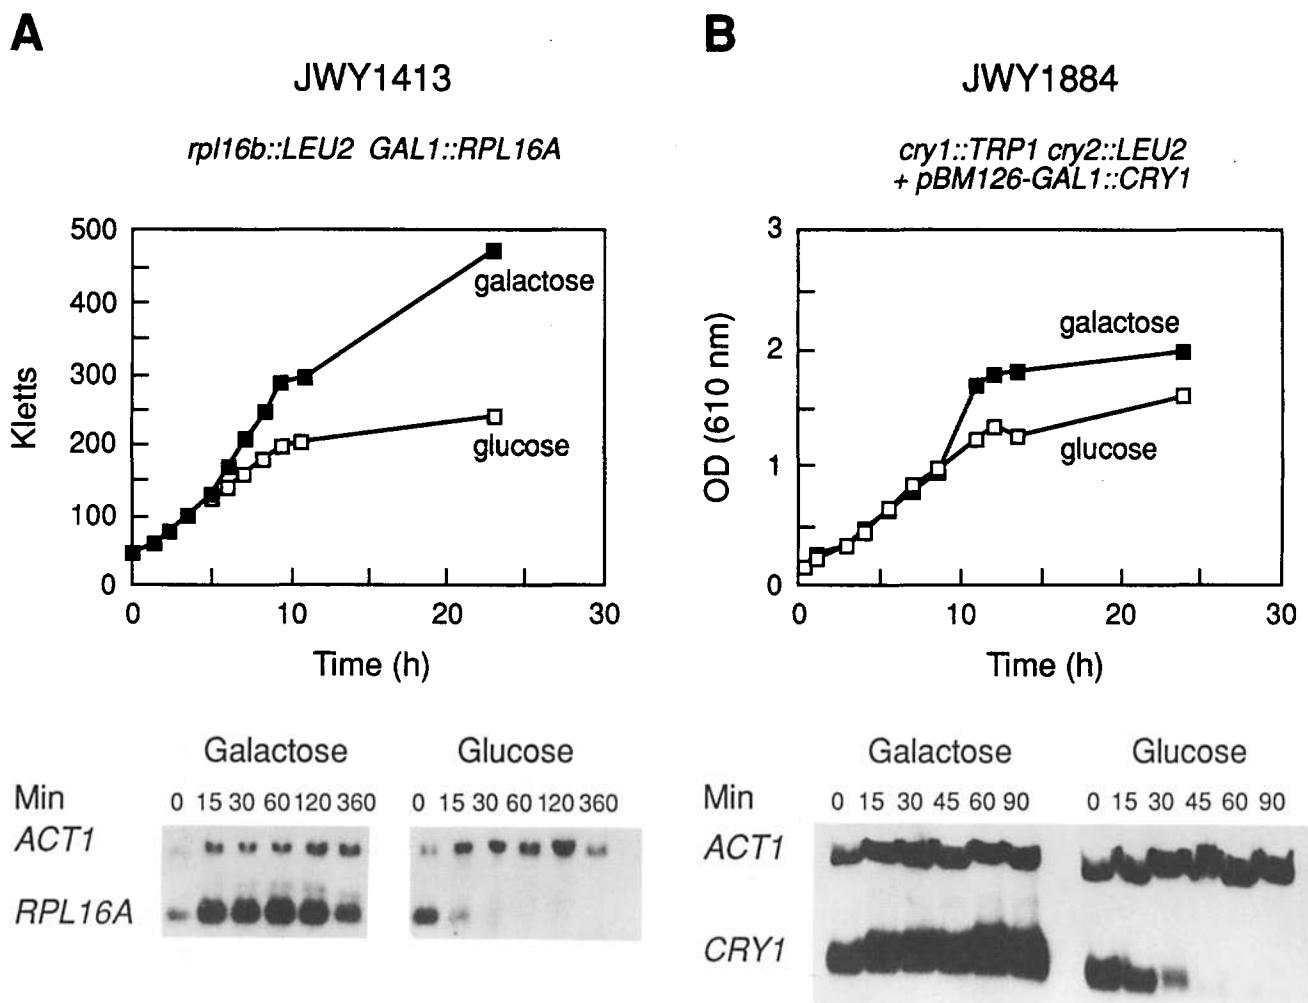 A
JWY1413
rpl16b::LEU2 GAL1::RPL16A
500
400
300
200
100
0
Kletts
galactose
glucose
0 10 20 30
Time (h)
Galactose Glucose
Min 0 15 30 60 120 360 0 15 30 60 120 360
ACT1
RPL16A
B
JWY1884
cry1::TRP1 cry2::LEU2
+ pBM126-GAL1::CRY1
3
2
1
0
OD (610 nm)
galactose
glucose
0 10 20 30
Time (h)
Galactose Glucose
Min 0 15 30 45 60 90 0 15 30 45 60 90
ACT1
CRY1